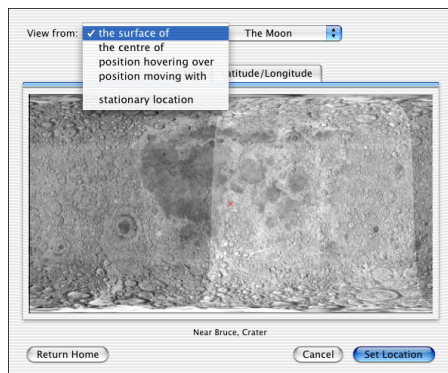 View from: ✓ the surface of The Moon
the centre of
position hovering over
position moving with
stationary location
atitude/Longitude
Near Bruce, Crater
Return Home Cancel Set Location